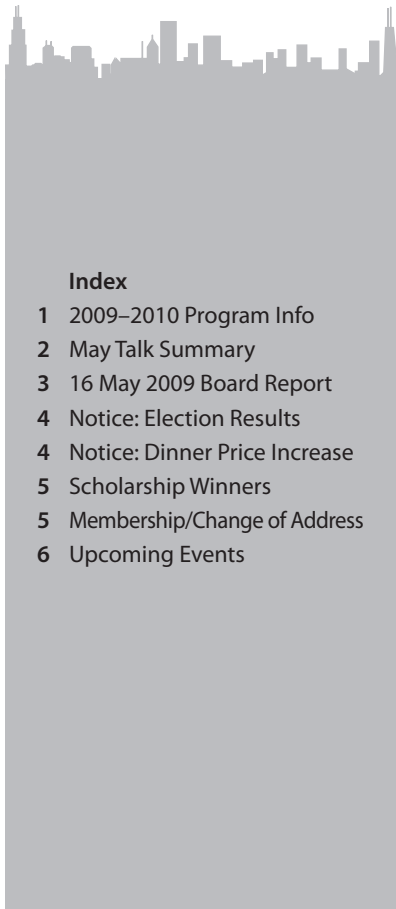 Index
1 2009–2010 Program Info
2 May Talk Summary
3 16 May 2009 Board Report
4 Notice: Election Results
4 Notice: Dinner Price Increase
5 Scholarship Winners
5 Membership/Change of Address
6 Upcoming Events